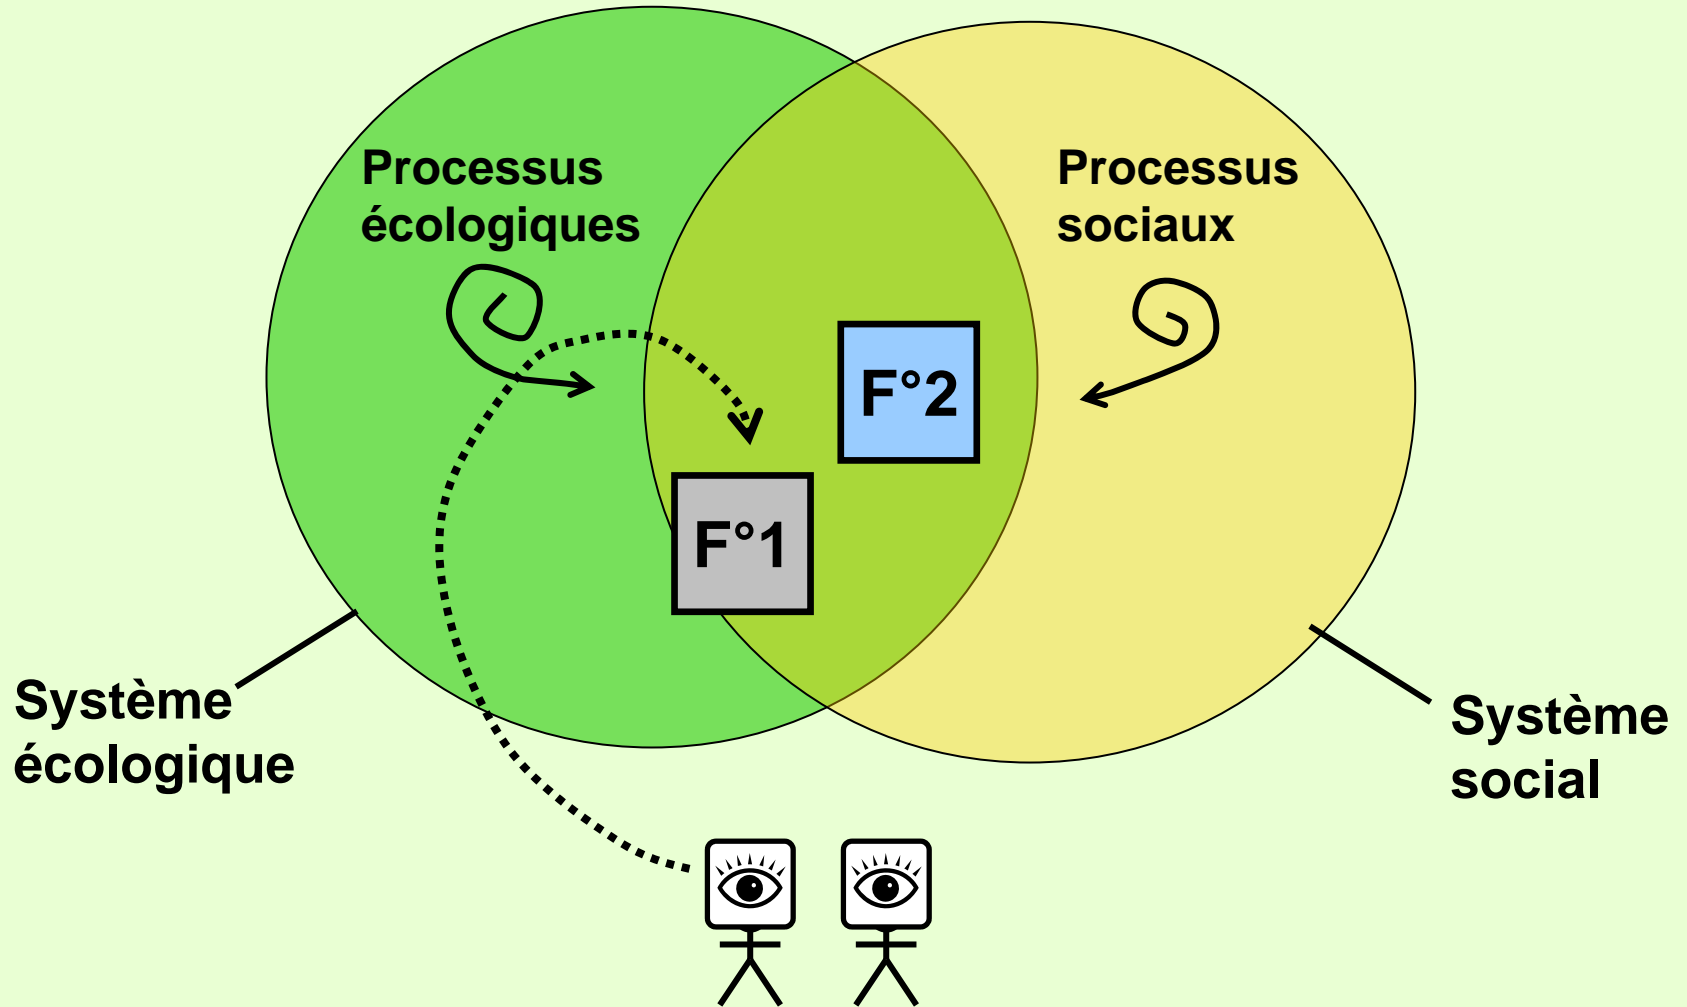 Processus
écologiques
Processus
sociaux
F°2
F°1
Système
écologique
Système
social